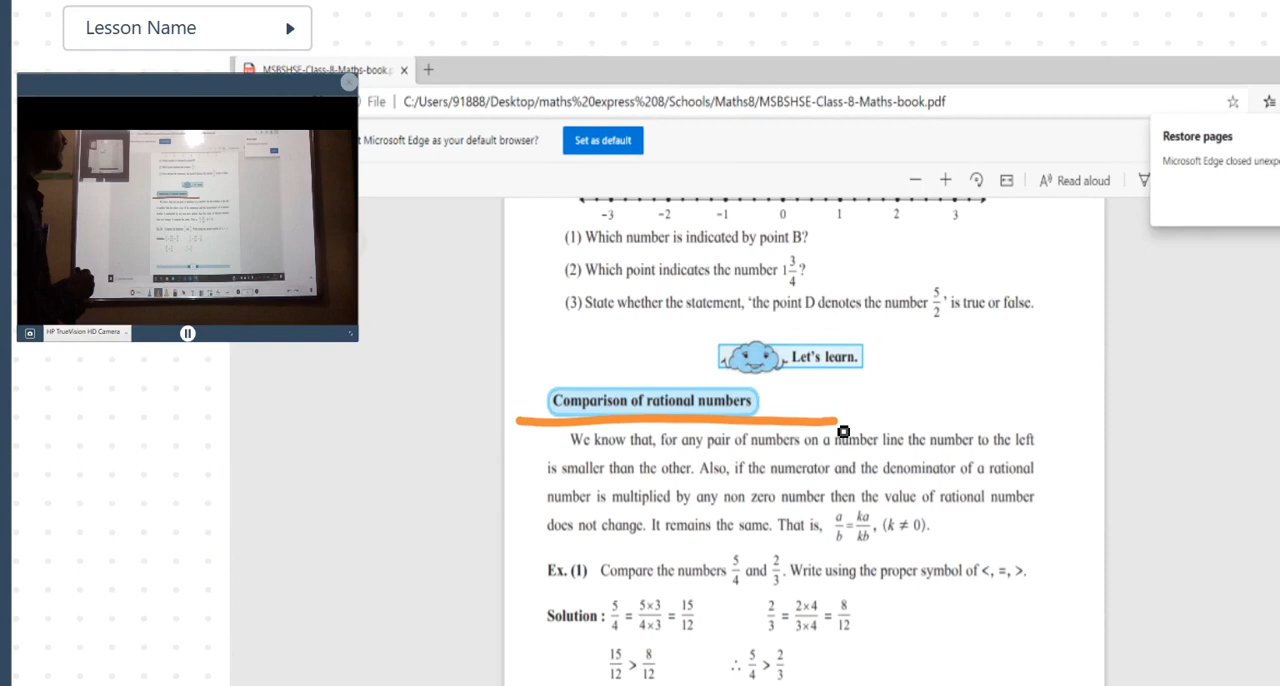 Lesson Name
MSBSHSE-Class-8-Maths-book.p
File | C:/Users/91888/Desktop/maths%20express%208/Schools/Maths8/MSBSHSE-Class-8-Maths-book.pdf
t Microsoft Edge as your default browser? Set as default
Restore pages
Microsoft Edge closed unexpe
Read aloud
-3 -2 -1 0 1 2 3
(1) Which number is indicated by point B?
(2) Which point indicates the number 1 3/4?
(3) State whether the statement, ‘the point D denotes the number 5/2’ is true or false.
HP TrueVision HD Camera
Let's learn.
Comparison of rational numbers
We know that, for any pair of numbers on a number line the number to the left
is smaller than the other. Also, if the numerator and the denominator of a rational
number is multiplied by any non zero number then the value of rational number
does not change. It remains the same. That is, a/b = ka/kb, (k ≠ 0).
Ex. (1) Compare the numbers 5/4 and 2/3. Write using the proper symbol of <, =, >.
Solution : 5/4 = 5×3/4×3 = 15/12 2/3 = 2×4/3×4 = 8/12
15/12 > 8/12 ∴ 5/4 > 2/3